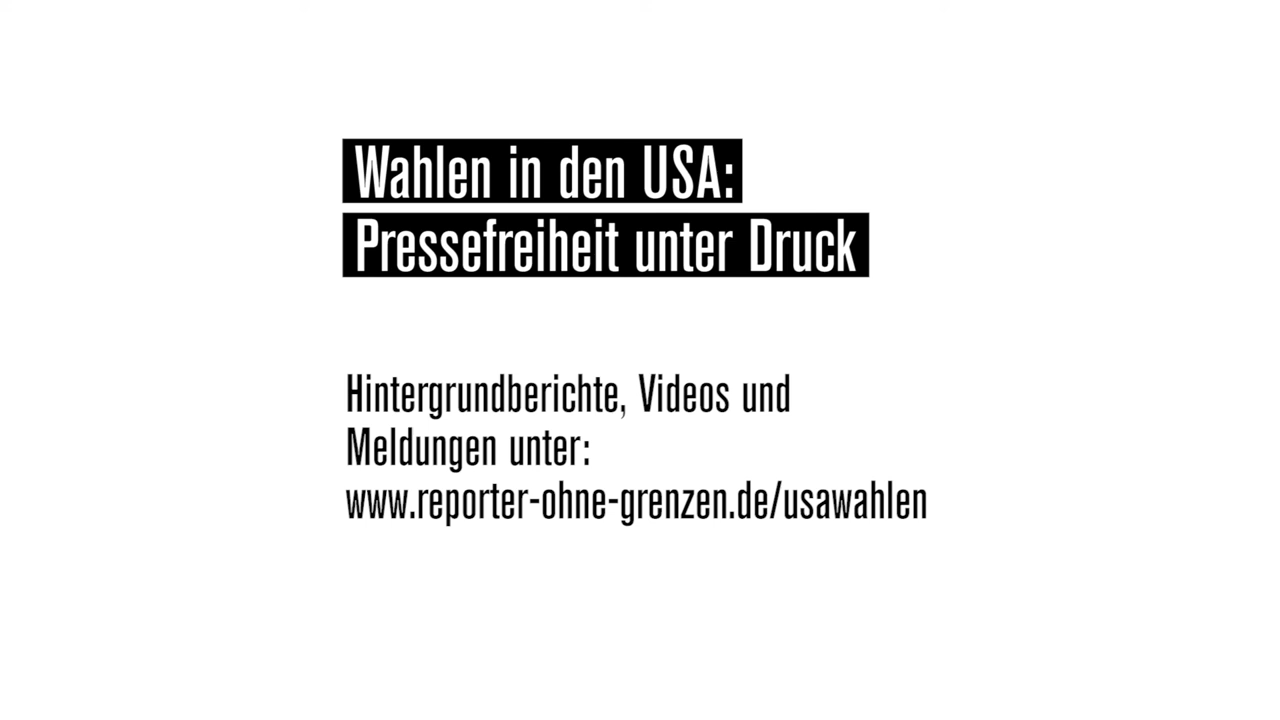 Wahlen in den USA:
Pressefreiheit unter Druck
Hintergrundberichte, Videos und
Meldungen unter:
www.reporter-ohne-grenzen.de/usawahlen